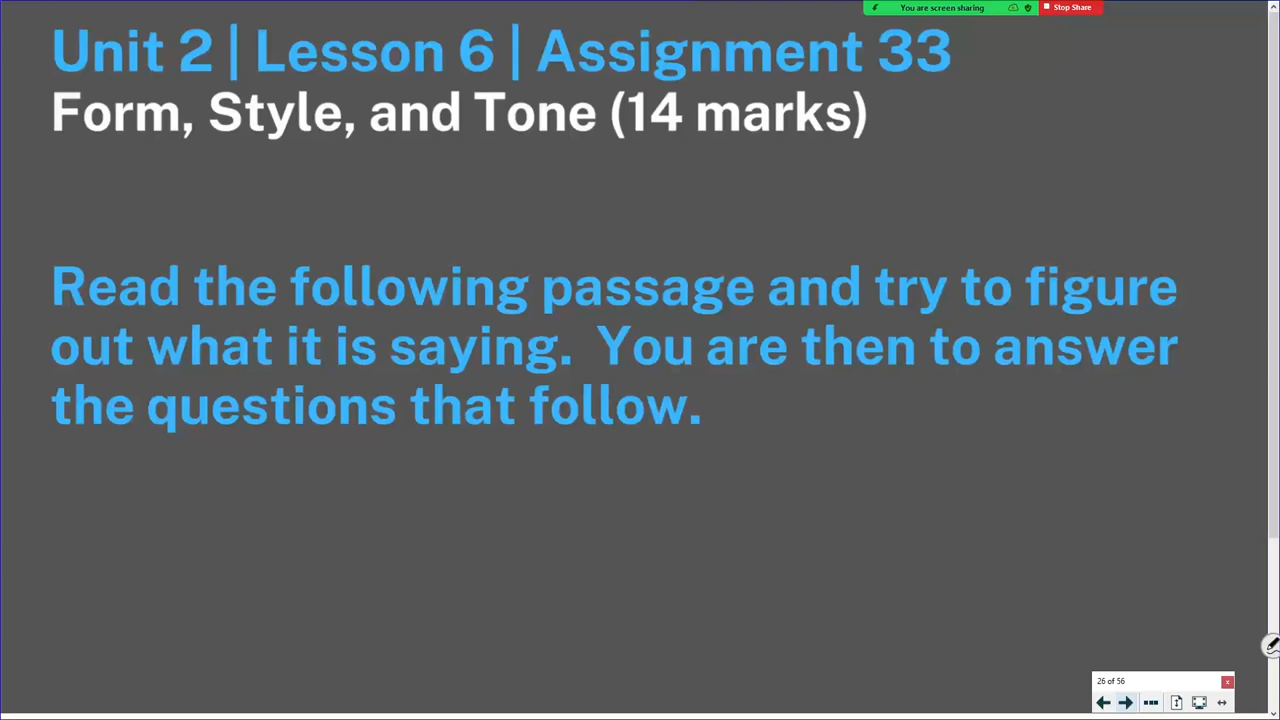 You are screen sharing
Stop Share
Unit 2 | Lesson 6 | Assignment 33
Form, Style, and Tone (14 marks)
Read the following passage and try to figure
out what it is saying.  You are then to answer
the questions that follow.
26 of 56
x